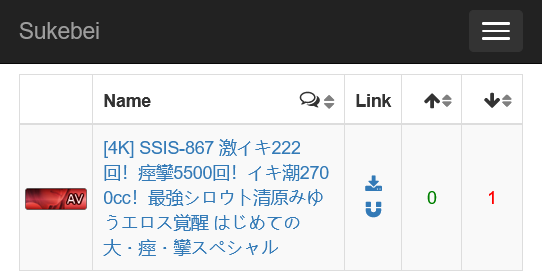 Sukebei
Name Link
AV
[4K] SSIS-867 激イキ222
回！痙攣5500回！イキ潮270
0cc！最強シロウト清原みゆ
うエロス覚醒 はじめての
大・痙・攣スペシャル
0 1